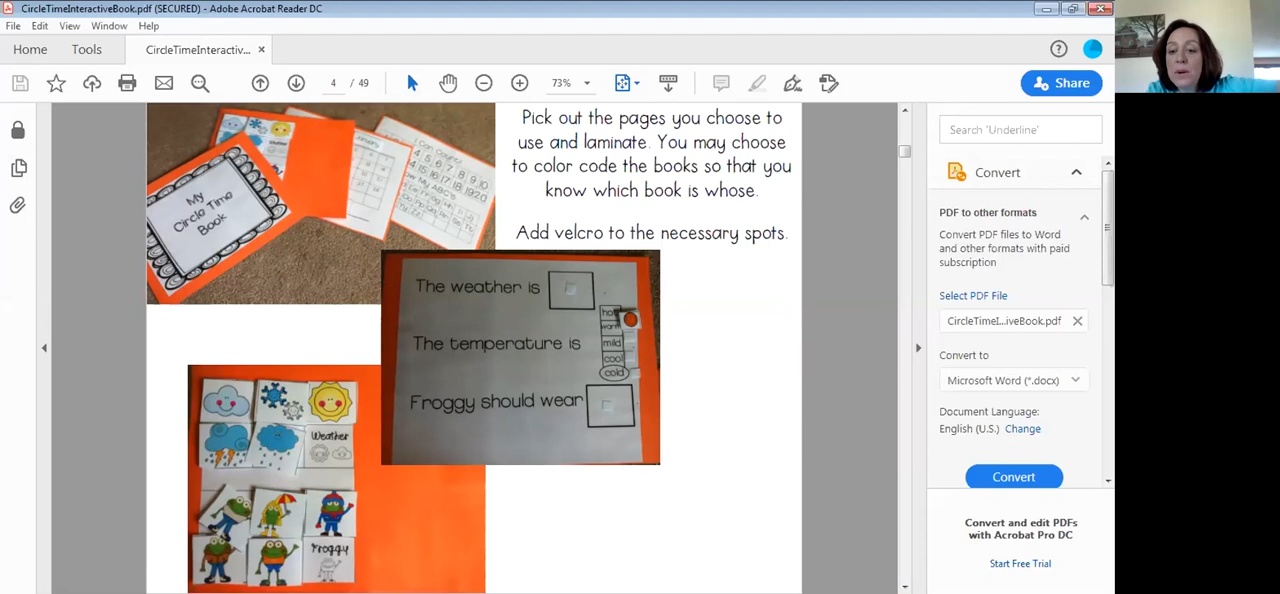 CircleTimeInteractiveBook.pdf (SECURED) - Adobe Acrobat Reader DC
File Edit View Window Help
Home Tools CircleTimeInteractiv... ×
4 / 49 73% Share
Pick out the pages you choose to
use and laminate. You may choose
to color code the books so that you
know which book is whose.
Add velcro to the necessary spots.
My
Circle Time
Book
January
I Can Count!
My ABC's
The weather is
hot
warm
The temperature is mild
cool
cold
Froggy should wear
Weather
Froggy
Search 'Underline'
Convert
PDF to other formats
Convert PDF files to Word
and other formats with paid
subscription
Select PDF File
CircleTimeI...iveBook.pdf
Convert to
Microsoft Word (*.docx)
Document Language:
English (U.S.) Change
Convert
Convert and edit PDFs
with Acrobat Pro DC
Start Free Trial